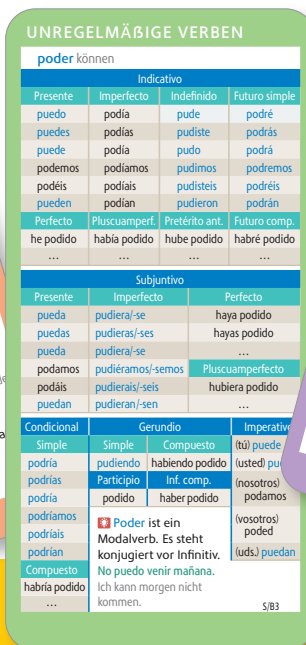 UNREGELMÄßIGE VERBEN
poder können
Indicativo
Presente Imperfecto Indefinido Futuro simple
puedo podía pude podré
puedes podías pudiste podrás
puede podía pudo podrá
podemos podíamos pudimos podremos
podéis podíais pudisteis podréis
pueden podían pudieron podrán
Perfecto Pluscuamperf. Pretérito ant. Futuro comp.
he podido había podido hube podido habré podido
… … … …
Subjuntivo
Presente Imperfecto Perfecto
pueda pudiera/-se haya podido
puedas pudieras/-ses hayas podido
pueda pudiera/-se …
podamos pudiéramos/-semos Pluscuamperfecto
podáis pudierais/-seis hubiera podido
puedan pudieran/-sen …
Condicional Gerundio Imperativo
Simple Simple Compuesto (tú) puede
podría pudiendo habiendo podido (usted)
podrías Participio Inf. comp. (nosotros)
podría podido haber podido podamos
podríamos Poder ist ein (vosotros)
podríais Modalverb. Es steht poded
podrían konjugiert vor Infinitiv. (uds.) puedan
Compuesto No puedo venir mañana.
habría podido Ich kann morgen nicht
… kommen. S/B3